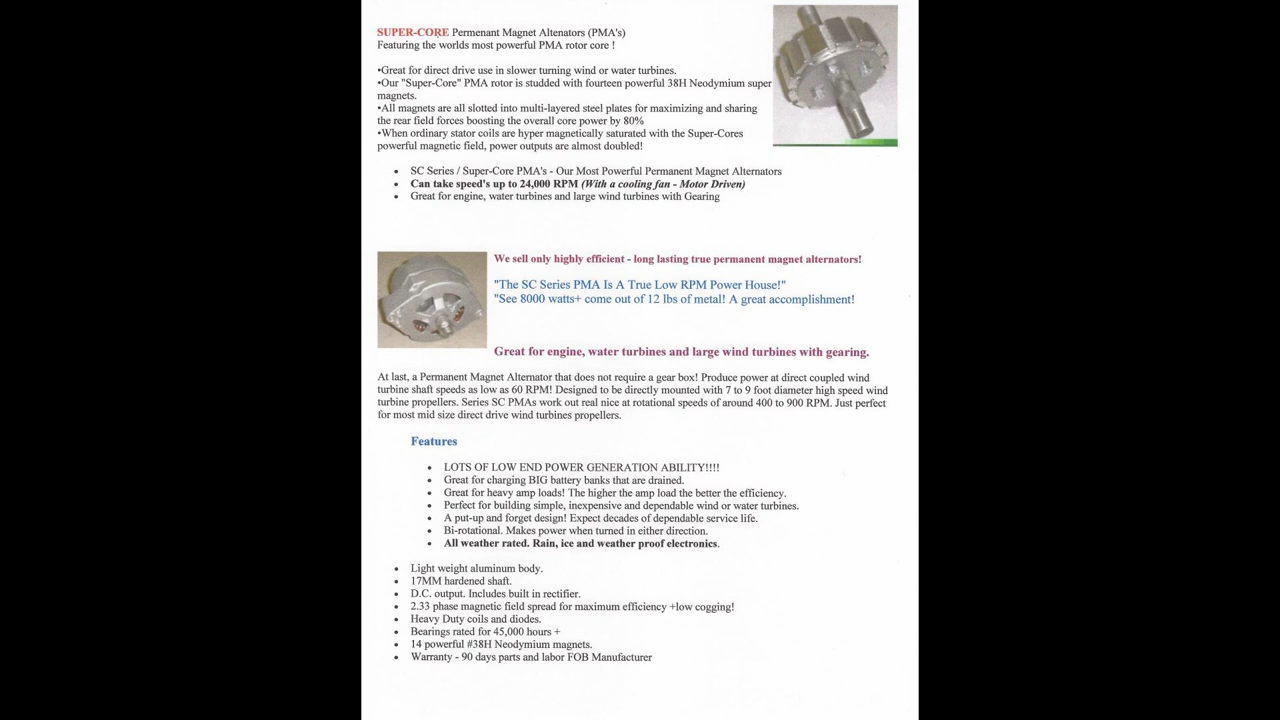 SUPER-CORE Permenant Magnet Altenators (PMA's)
Featuring the worlds most powerful PMA rotor core !
•Great for direct drive use in slower turning wind or water turbines.
•Our "Super-Core" PMA rotor is studded with fourteen powerful 38H Neodymium super
magnets.
•All magnets are all slotted into multi-layered steel plates for maximizing and sharing
the rear field forces boosting the overall core power by 80%
•When ordinary stator coils are hyper magnetically saturated with the Super-Cores
powerful magnetic field, power outputs are almost doubled!
• SC Series / Super-Core PMA's - Our Most Powerful Permanent Magnet Alternators
• Can take speed's up to 24,000 RPM (With a cooling fan - Motor Driven)
• Great for engine, water turbines and large wind turbines with Gearing
We sell only highly efficient - long lasting true permanent magnet alternators!
"The SC Series PMA Is A True Low RPM Power House!"
"See 8000 watts+ come out of 12 lbs of metal! A great accomplishment!
Great for engine, water turbines and large wind turbines with gearing.
At last, a Permanent Magnet Alternator that does not require a gear box! Produce power at direct coupled wind
turbine shaft speeds as low as 60 RPM! Designed to be directly mounted with 7 to 9 foot diameter high speed wind
turbine propellers. Series SC PMAs work out real nice at rotational speeds of around 400 to 900 RPM. Just perfect
for most mid size direct drive wind turbines propellers.
Features
• LOTS OF LOW END POWER GENERATION ABILITY!!!!
• Great for charging BIG battery banks that are drained.
• Great for heavy amp loads! The higher the amp load the better the efficiency.
• Perfect for building simple, inexpensive and dependable wind or water turbines.
• A put-up and forget design! Expect decades of dependable service life.
• Bi-rotational. Makes power when turned in either direction.
• All weather rated. Rain, ice and weather proof electronics.
• Light weight aluminum body.
• 17MM hardened shaft.
• D.C. output. Includes built in rectifier.
• 2.33 phase magnetic field spread for maximum efficiency +low cogging!
• Heavy Duty coils and diodes.
• Bearings rated for 45,000 hours +
• 14 powerful #38H Neodymium magnets.
• Warranty - 90 days parts and labor FOB Manufacturer